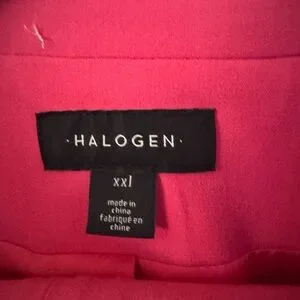 ·HALOGEN·
xxl
made in
china
fabriqué en
chine